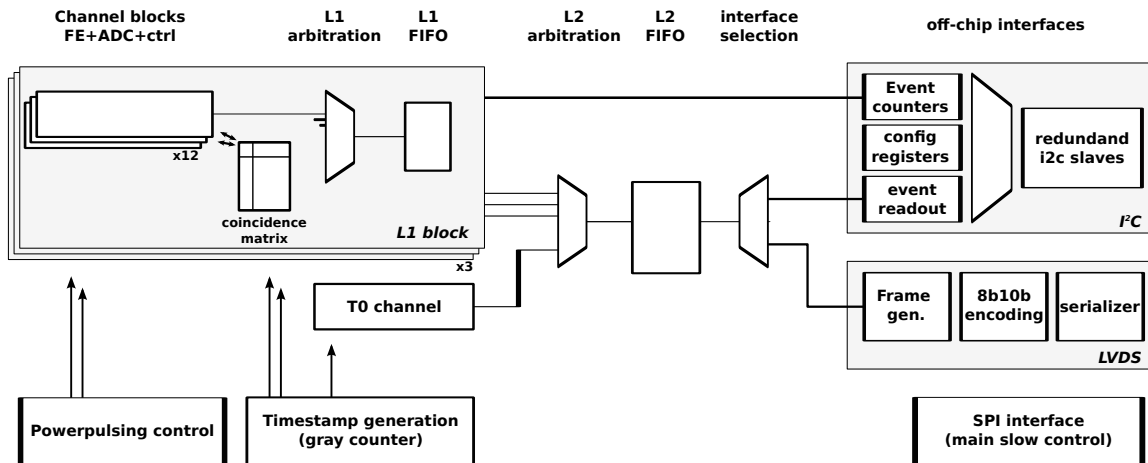 Channel blocks
FE+ADC+ctrl
L1
arbitration
L1
FIFO
L2
arbitration
L2
FIFO
interface
selection
off-chip interfaces
x12
coincidence
matrix
L1 block
x3
T0 channel
Event
counters
config
registers
event
readout
redundand
i2c slaves
I²C
Frame
gen.
8b10b
encoding
serializer
LVDS
Powerpulsing control
Timestamp generation
(gray counter)
SPI interface
(main slow control)